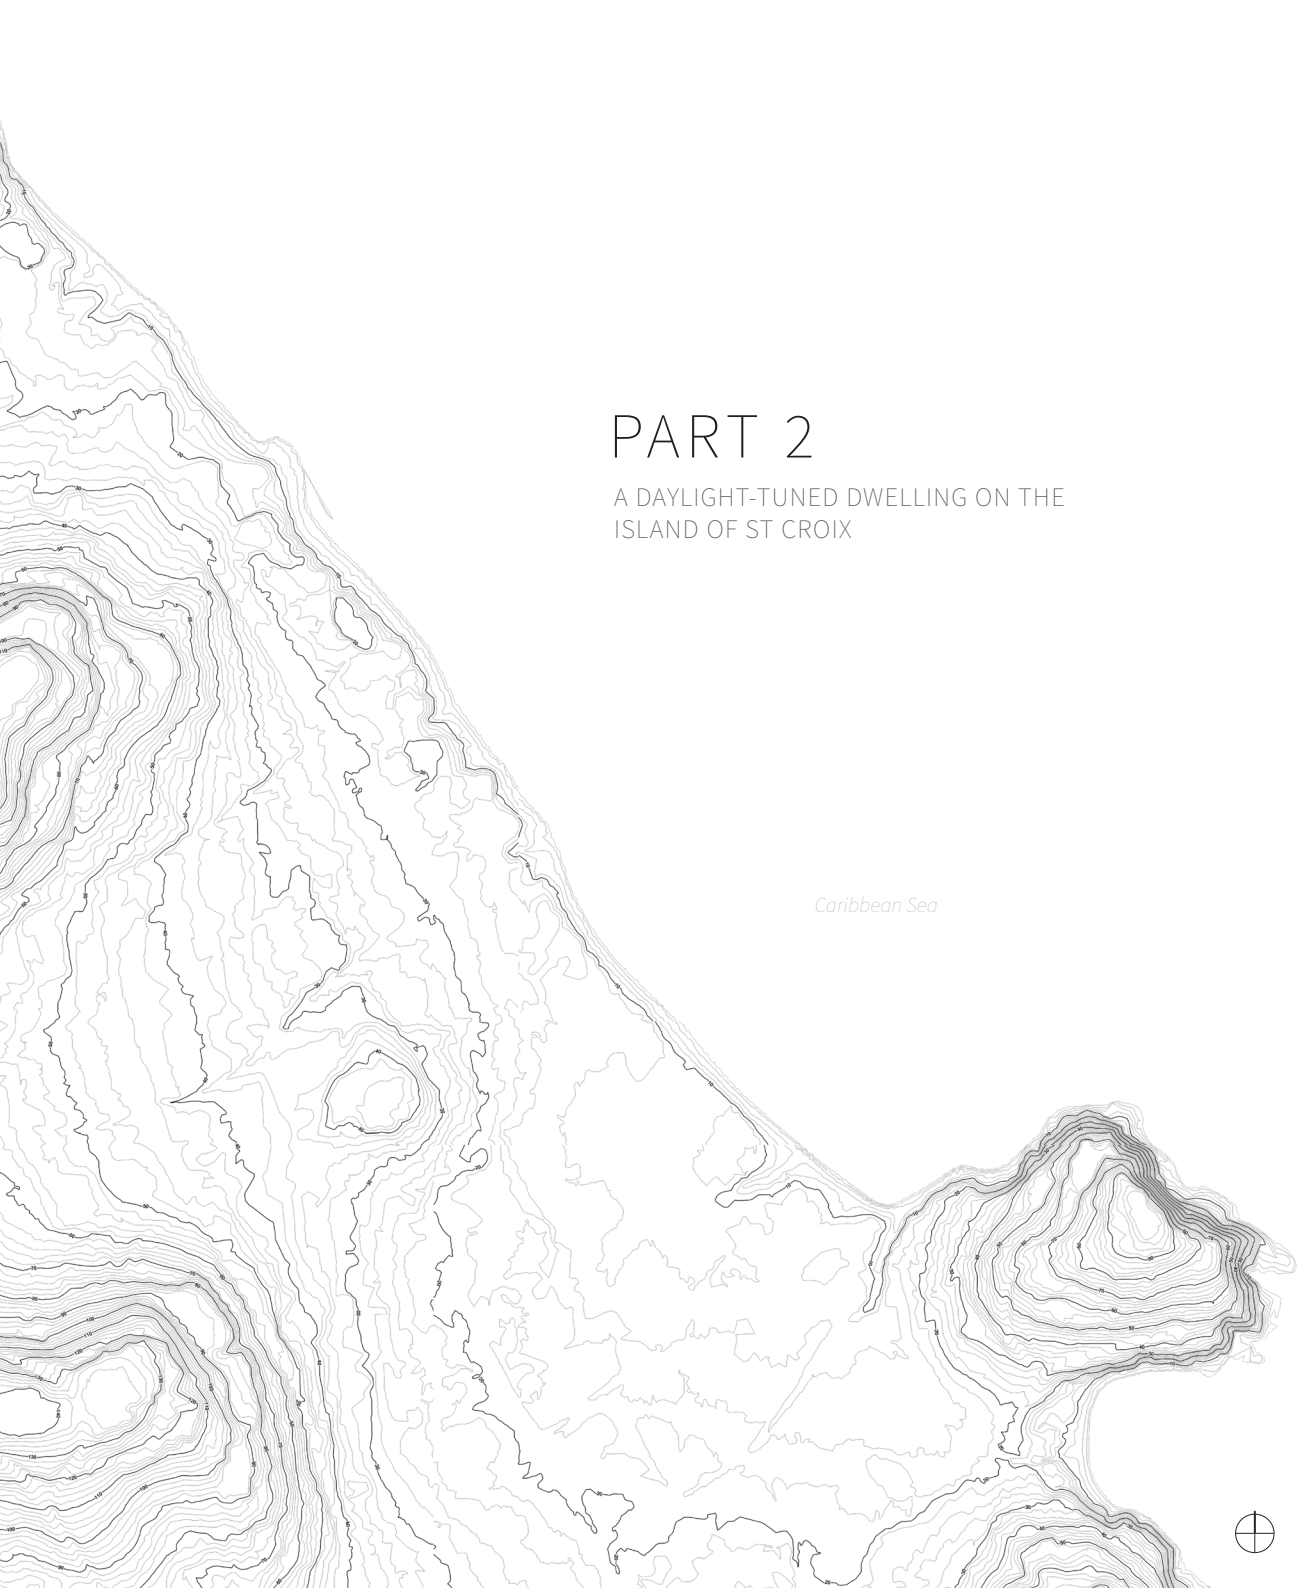 PART 2
A DAYLIGHT-TUNED DWELLING ON THE
ISLAND OF ST CROIX
Caribbean Sea